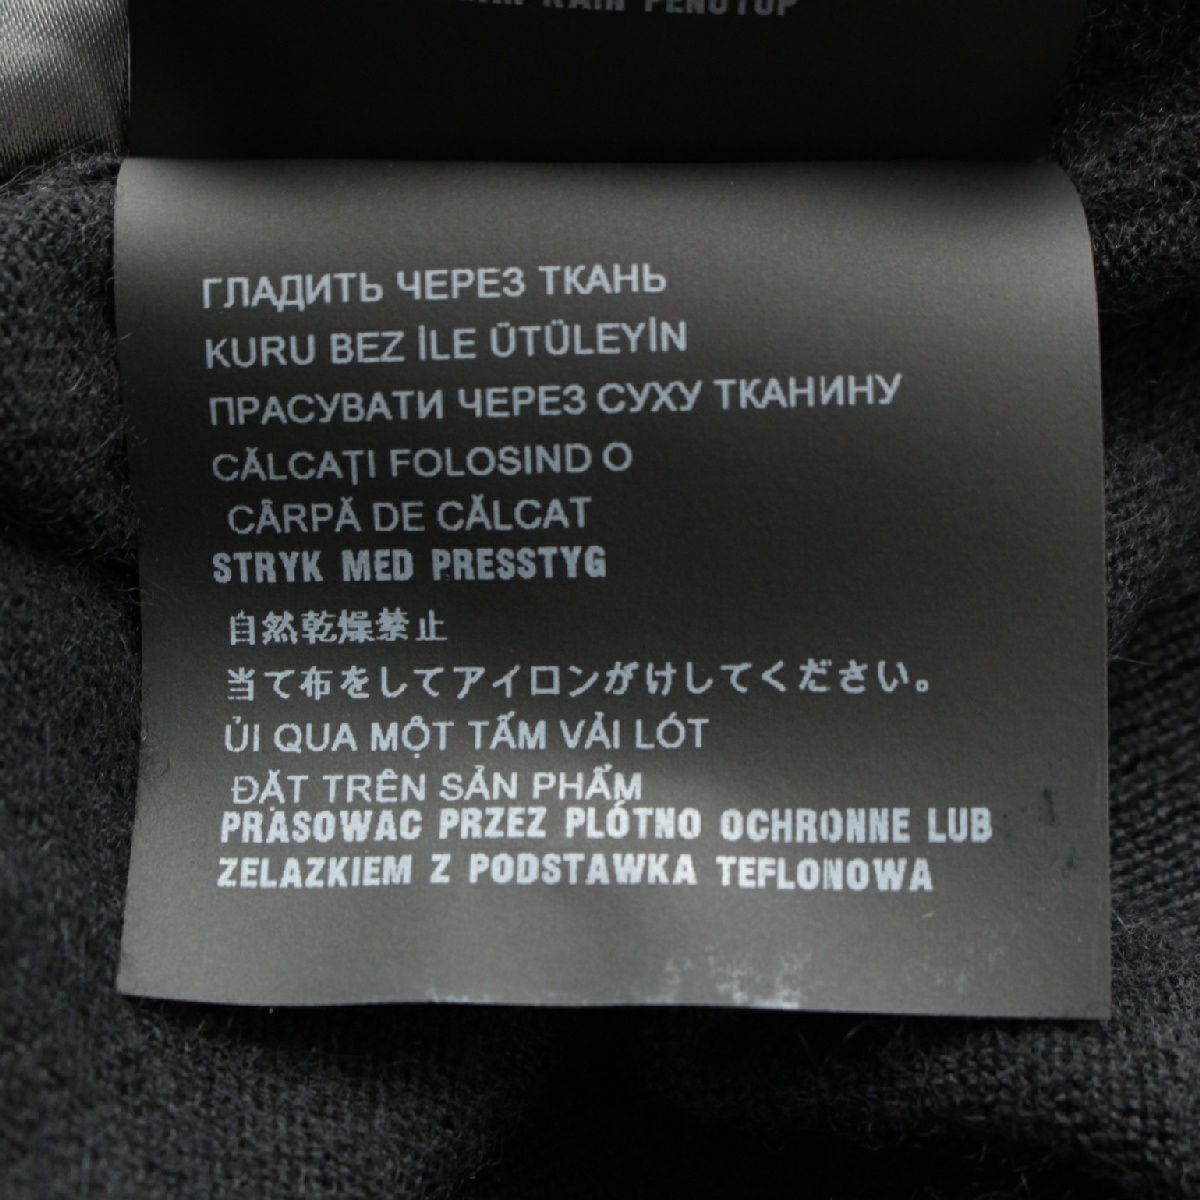 KAIN PENUTUP
ГЛАДИТЬ ЧЕРЕЗ ТКАНЬ
KURU BEZ İLE ÜTÜLEYİN
ПРАСУВАТИ ЧЕРЕЗ СУХУ ТКАНИНУ
CĂLCAȚI FOLOSIND O
CÂRPĂ DE CĂLCAT
STRYK MED PRESSTYG
自然乾燥禁止
当て布をしてアイロンがけしてください。
ỦI QUA MỘT TẤM VẢI LÓT
ĐẶT TRÊN SẢN PHẨM
PRASOWAC PRZEZ PLÓTNO OCHRONNE LUB
ZELAZKIEM Z PODSTAWKA TEFLONOWA